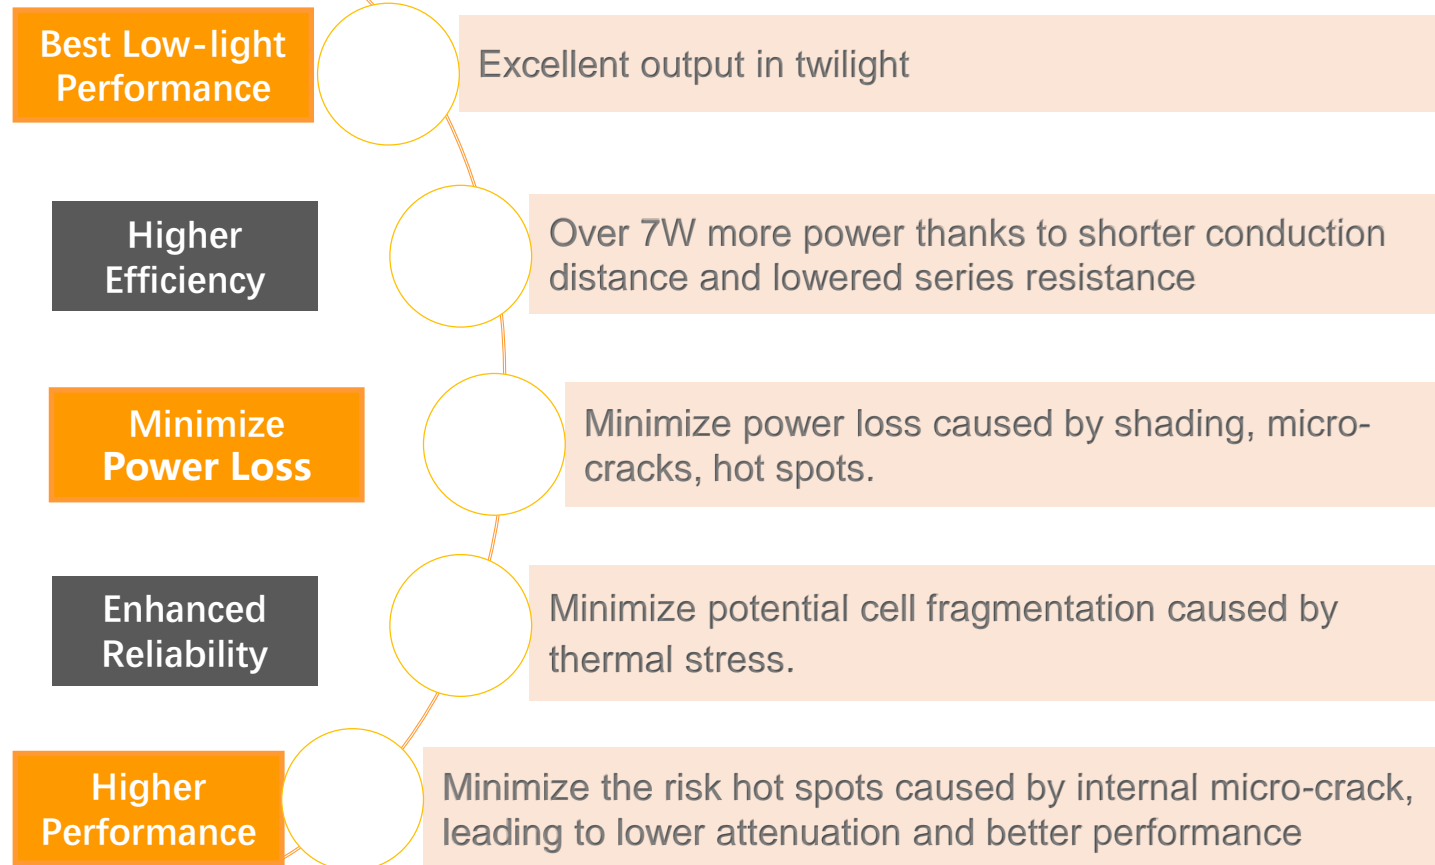 Best Low-light
Performance
Excellent output in twilight
Higher
Efficiency
Over 7W more power thanks to shorter conduction
distance and lowered series resistance
Minimize
Power Loss
Minimize power loss caused by shading, micro-
cracks, hot spots.
Enhanced
Reliability
Minimize potential cell fragmentation caused by
thermal stress.
Higher
Performance
Minimize the risk hot spots caused by internal micro-crack,
leading to lower attenuation and better performance